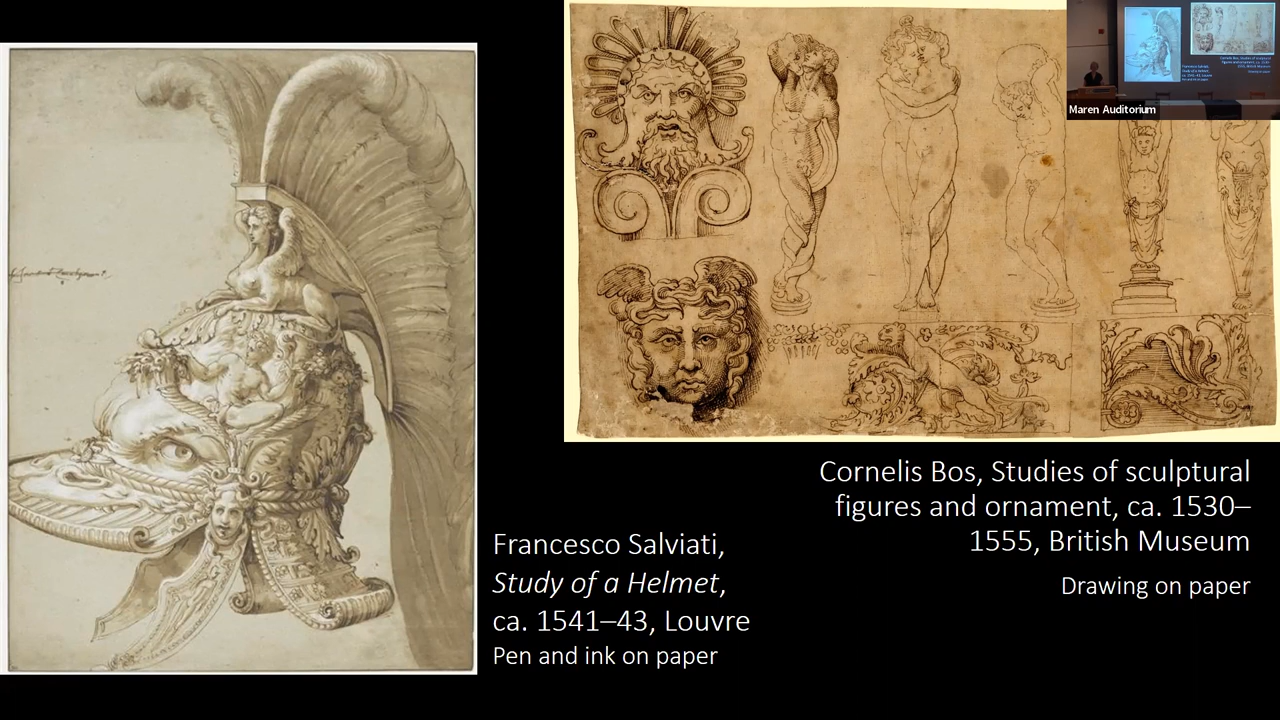 Maren Auditorium
Cornelis Bos, Studies of sculptural
figures and ornament, ca. 1530–
1555, British Museum
Drawing on paper
Francesco Salviati,
Study of a Helmet,
ca. 1541–43, Louvre
Pen and ink on paper